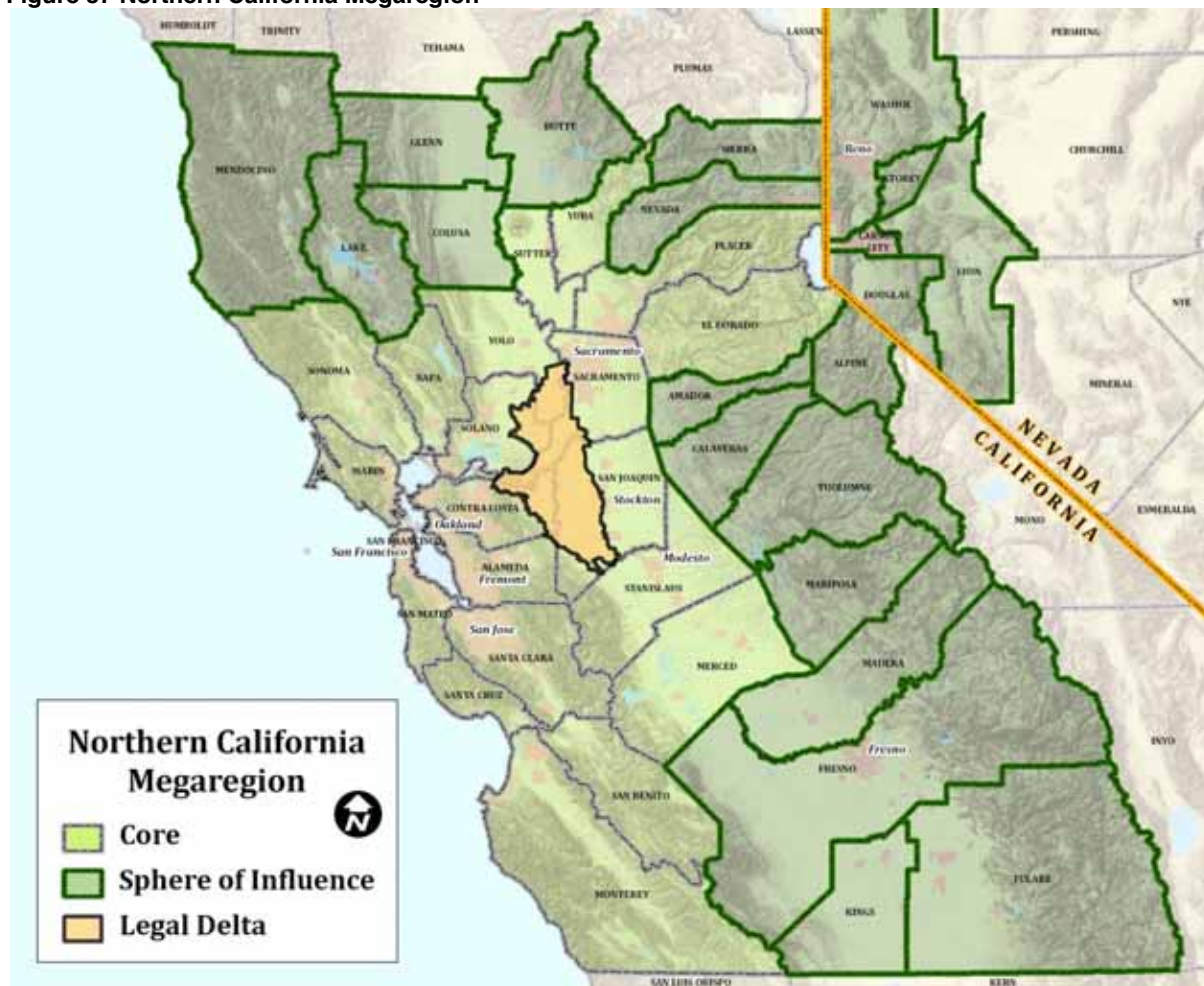 Figure 37 Northern California Megaregion
HUMBOLDT
TRINITY
TEHAMA
LASSEN
PLUMAS
PERSHING
WASHOE
BUTTE
GLENN
SIERRA
Reno
CHURCHILL
MENDOCINO
STOREY
NEVADA
YUBA
COLUSA
LAKE
PLACER
SUTTER
CARSON
CITY
LYON
DOUGLAS
NYE
EL DORADO
YOLO
Sacramento
SONOMA
NAPA
SACRAMENTO
ALPINE
MINERAL
AMADOR
SOLANO
CALAVERAS
NEVADA
CALIFORNIA
MARIN
SAN JOAQUIN
TUOLUMNE
Stockton
CONTRA COSTA
ESMERALDA
MONO
Oakland
SAN FRANCISCO
San Francisco
Modesto
ALAMEDA
Fremont
MARIPOSA
STANISLAUS
SAN MATEO
San Jose
SANTA CLARA
MERCED
MADERA
SANTA CRUZ
INYO
Fresno
FRESNO
SAN BENITO
TULARE
MONTEREY
KINGS
SAN LUIS OBISPO
KERN
Northern California
Megaregion
N
Core
Sphere of Influence
Legal Delta